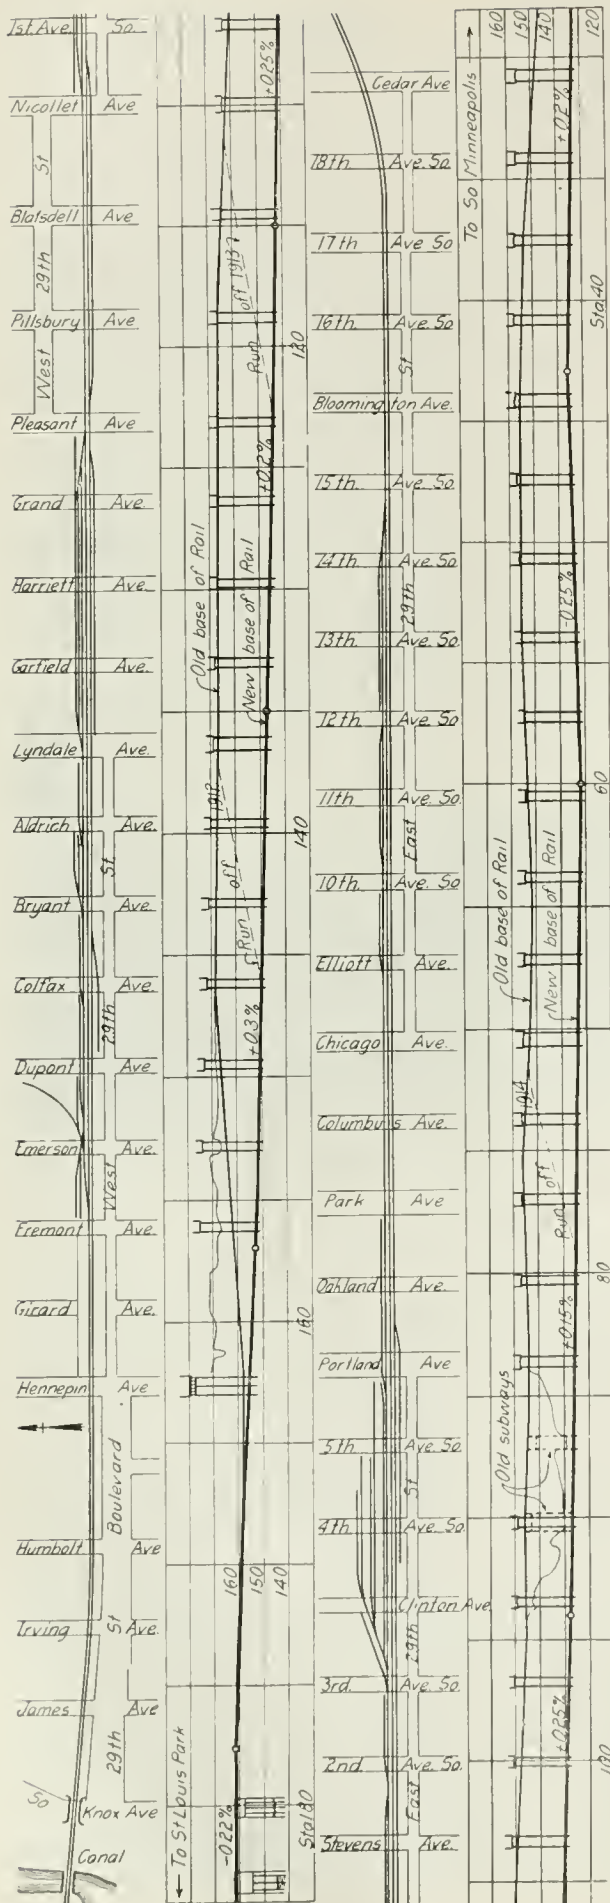 1st. Ave. So.
Nicollet Ave
St
Blaisdell Ave
29th
Pillsbury Ave
West
Pleasant Ave
Grand Ave.
Harriett Ave.
Garfield Ave.
Lyndale Ave.
Aldrich Ave.
St
Bryant Ave.
Colfax Ave.
29th
Dupont Ave.
Emerson Ave.
West
Fremont Ave.
Girard Ave.
Hennepin Ave
Boulevard
Humbolt Ave
Irving St Ave.
James Ave
29th
So
Knox Ave
Canal
+0.25%
Run off 1913
120
+0.2%
Old base of Rail
New base of Rail
1912
140
Run off
+0.3%
160
160 150 140
To St Louis Park
-0.22%
Sta 180
Cedar Ave
18th Ave. So
17th Ave So
16th. Ave. So
St
Bloomington Ave.
15th. Ave. So
14th. Ave. So
29th
13th. Ave. So.
12th. Ave. So
11th Ave. So.
East
10th. Ave. So
Elliott Ave.
Chicago Ave.
Columbus Ave.
Park Ave
Oakland Ave.
Portland Ave
5th Ave. So.
St
4th Ave. So.
Clinton Ave.
29th
3rd. Ave. So.
2nd. Ave. So.
East
Stevens Ave.
160 150 140 120
To So Minneapolis
+0.2%
Sta 40
-0.25%
60
Old base of Rail
New base of Rail
1914
Run off
80
+0.15%
Old subways
+0.25%
100